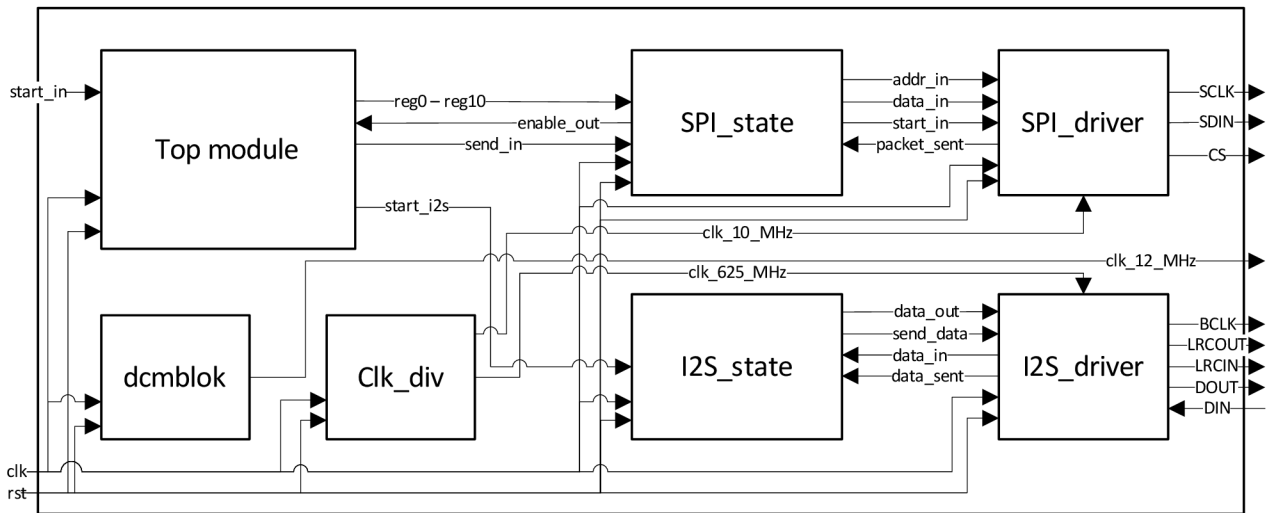 start_in
Top module
reg0 – reg10
enable_out
send_in
start_i2s
SPI_state
addr_in
data_in
start_in
packet_sent
SPI_driver
SCLK
SDIN
CS
clk_10_MHz
clk_12_MHz
clk_625_MHz
dcmblok
Clk_div
I2S_state
data_out
send_data
data_in
data_sent
I2S_driver
BCLK
LRCOUT
LRCIN
DOUT
DIN
clk
rst